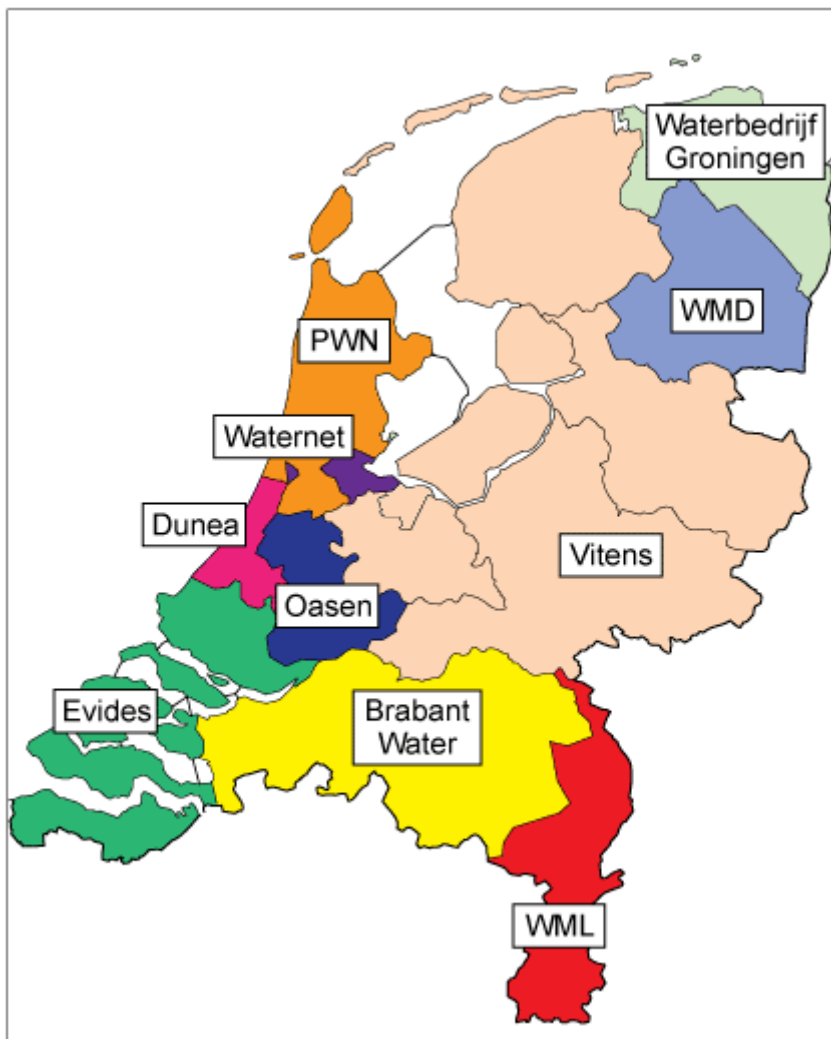 Waterbedrijf
Groningen
WMD
PWN
Waternet
Dunea
Vitens
Oasen
Evides
Brabant
Water
WML